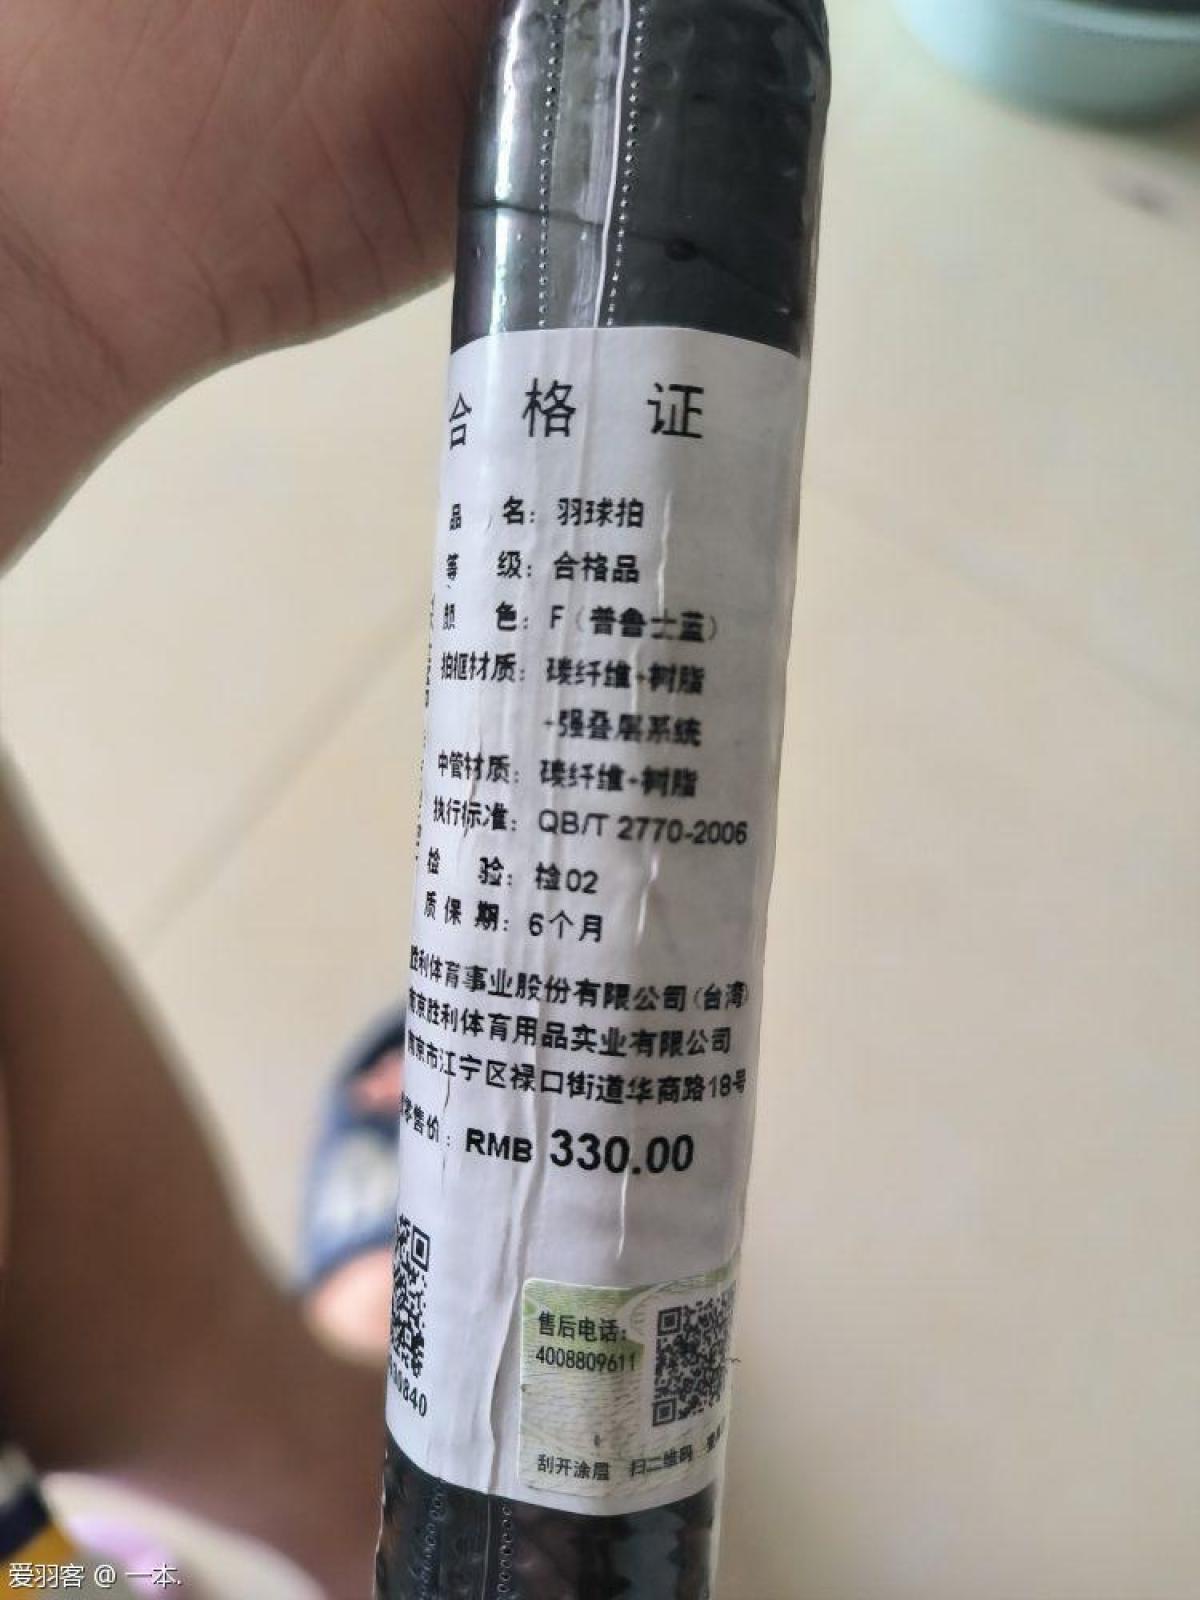 合格证
品 名：羽球拍
等 级：合格品
颜 色：F（普鲁士蓝）
拍框材质：碳纤维+树脂
+强叠层系统
中管材质：碳纤维+树脂
执行标准：QB/T 2770-2006
检 验：检02
质保期：6个月
胜利体育事业股份有限公司(台湾)
南京胜利体育用品实业有限公司
南京市江宁区禄口街道华商路18号
零售价：RMB 330.00
售后电话：
4008809611
30840
刮开涂层 扫二维码
爱羽客@一本.